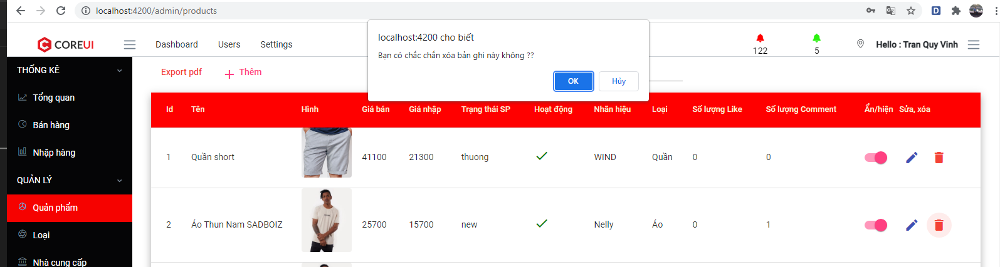 localhost:4200/admin/products
D
localhost:4200 cho biết
Bạn có chắc chắn xóa bản ghi này không ??
OK
Hủy
COREUI
Dashboard
Users
Settings
122
5
Hello : Tran Quy Vinh
THỐNG KÊ
Tổng quan
Bán hàng
Nhập hàng
QUẢN LÝ
Quản phẩm
Loại
Nhà cung cấp
Export pdf
Thêm
Id Tên Hình Giá bán Giá nhập Trạng thái SP Hoạt động Nhãn hiệu Loại Số lượng Like Số lượng Comment Ẩn/hiện Sửa, xóa
1 Quần short 41100 21300 thuong WIND Quần 0 0
2 Áo Thun Nam SADBOIZ 25700 15700 new Nelly Áo 0 1